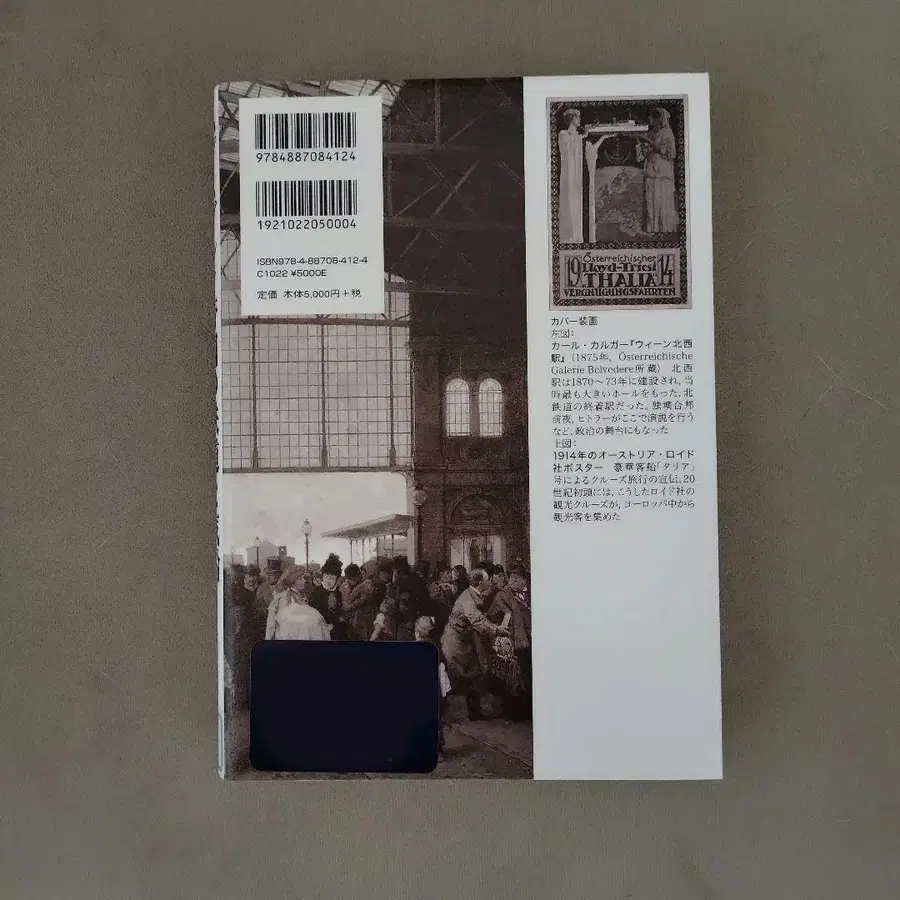 9784887084124
1921022050004
ISBN978-4-88708-412-4
C1022 ¥5000E
定価 本体5,000円+税
Österreichischer
Lloyd-Triest
19 THALIA 14
VERGNÜGUNGSFAHRTEN
カバー装画
左図:
カール・カルガー『ウィーン北西
駅』(1875年、Österreichische
Galerie Belvedere所蔵) 北西
駅は1870〜73年に建設され、当
時最も大きいホールをもった、北
鉄道の終着駅だった。独墺合邦
前夜、ヒトラーがここで演説を行う
など、政治の舞台にもなった
上図:
1914年のオーストリア・ロイド
社ポスター 豪華客船「タリア」
号によるクルーズ旅行の宣伝。20
世紀初頭には、こうしたロイド社の
観光クルーズが、ヨーロッパ中から
観光客を集めた